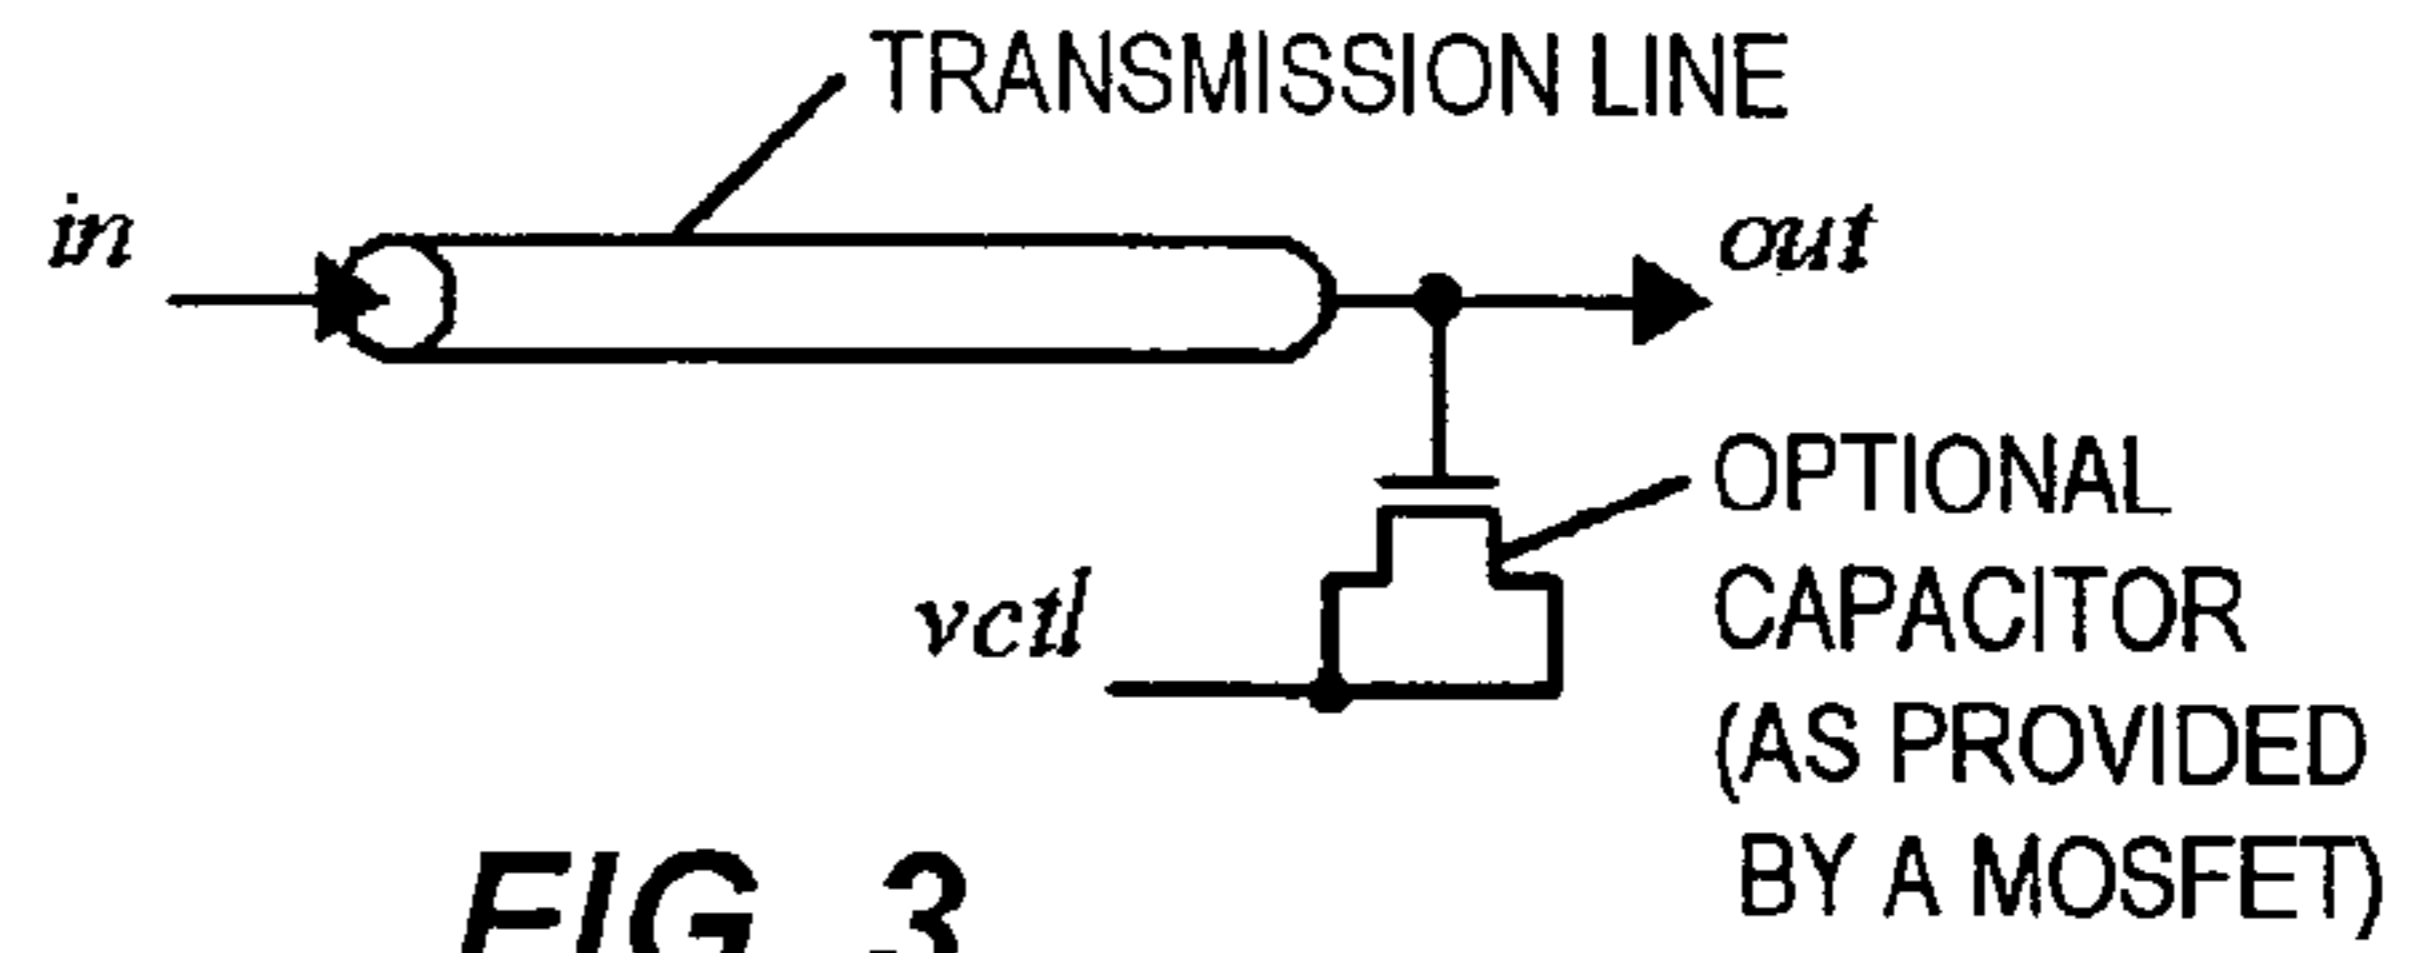 TRANSMISSION LINE
in
out
OPTIONAL
CAPACITOR
(AS PROVIDED
BY A MOSFET)
vctl
FIG. 3